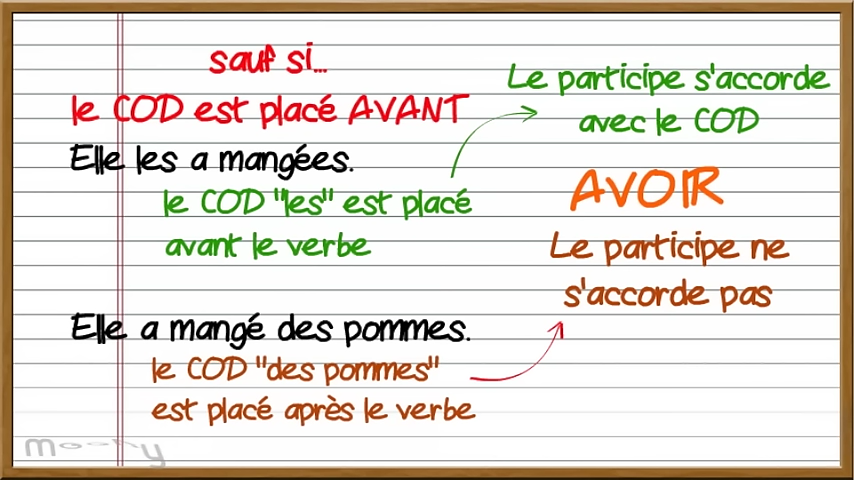 sauf si...
le COD est placé AVANT
Elle les a mangées.
le COD "les" est placé
avant le verbe
Le participe s'accorde
avec le COD
AVOIR
Le participe ne
s'accorde pas
Elle a mangé des pommes.
le COD "des pommes"
est placé après le verbe